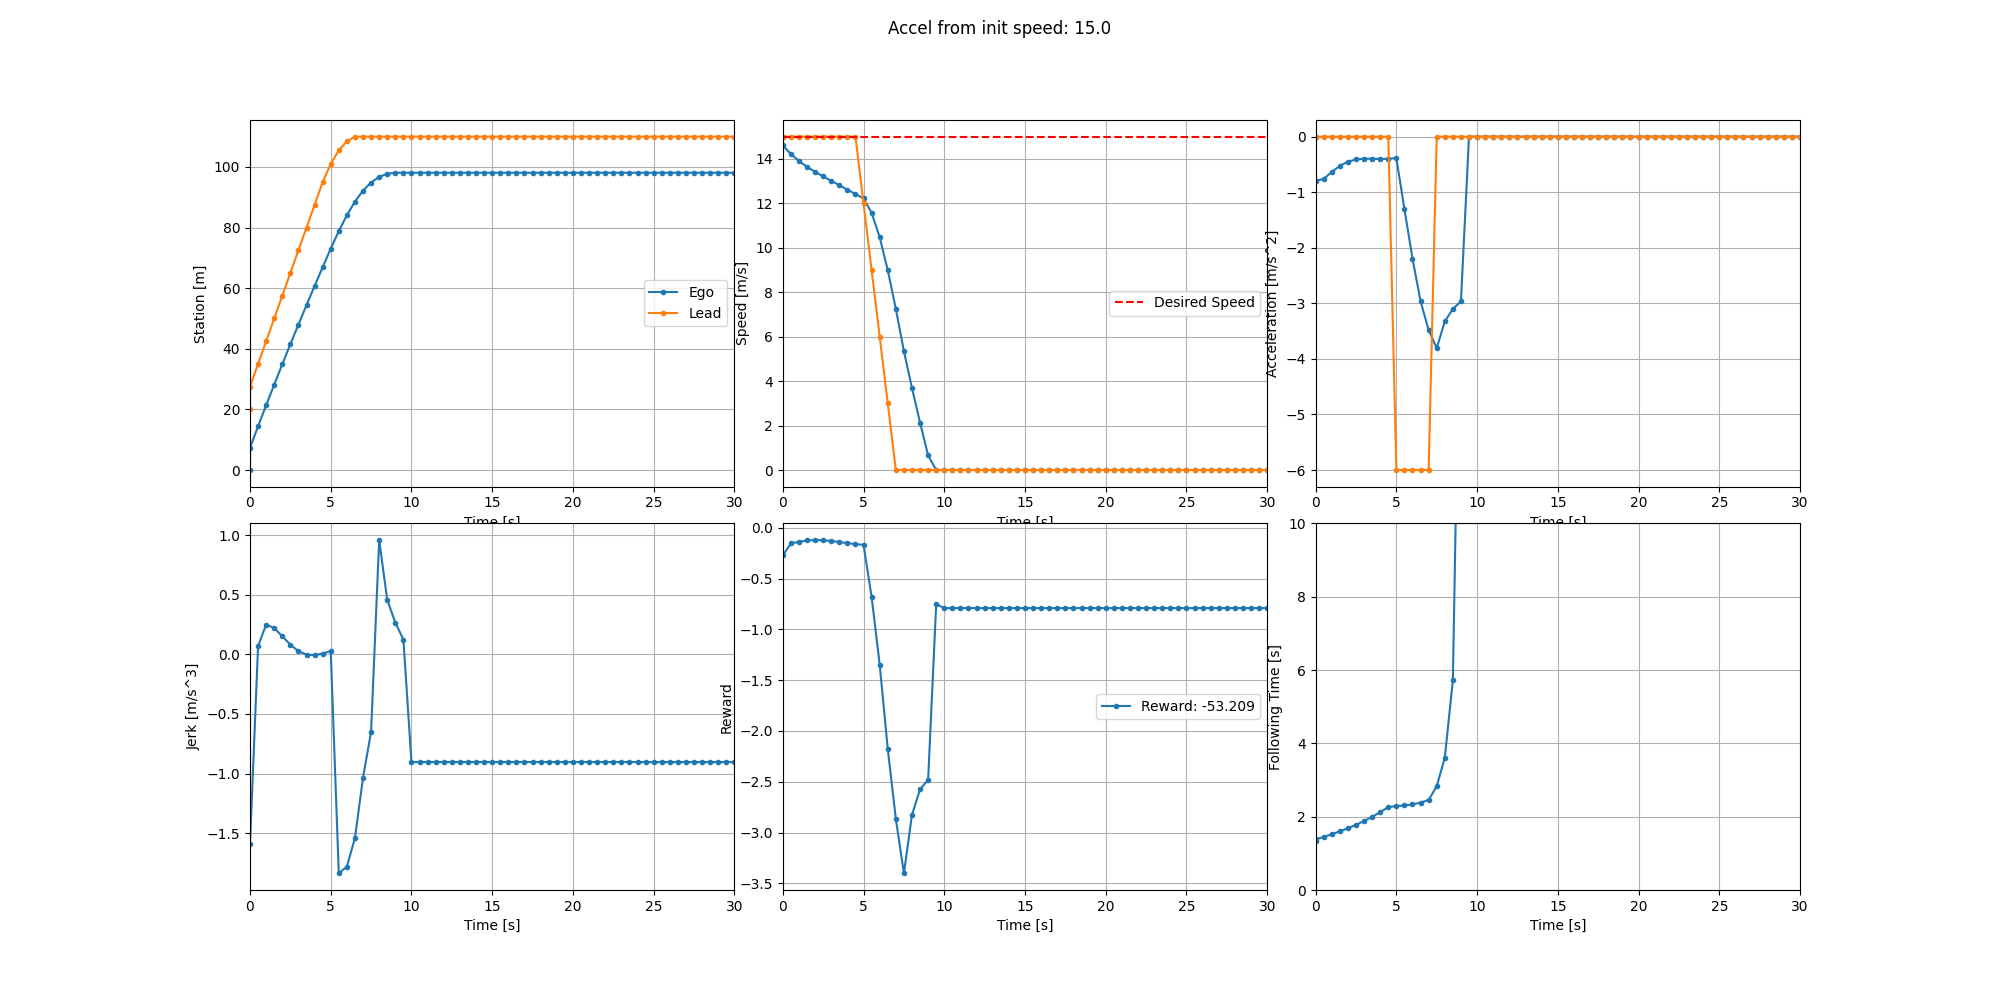 Accel from init speed: 15.0
Station [m]
100
80
60
40
20
0
Ego
Lead
0 5 10 15 20 25 30
Time [s]
Speed [m/s]
14
12
10
8
6
4
2
0
Desired Speed
0 5 10 15 20 25 30
Time [s]
Acceleration [m/s^2]
0
−1
−2
−3
−4
−5
−6
0 5 10 15 20 25 30
Time [s]
Jerk [m/s^3]
1.0
0.5
0.0
−0.5
−1.0
−1.5
0 5 10 15 20 25 30
Time [s]
Reward
0.0
−0.5
−1.0
−1.5
−2.0
−2.5
−3.0
−3.5
Reward: -53.209
0 5 10 15 20 25 30
Time [s]
Following Time [s]
10
8
6
4
2
0
0 5 10 15 20 25 30
Time [s]